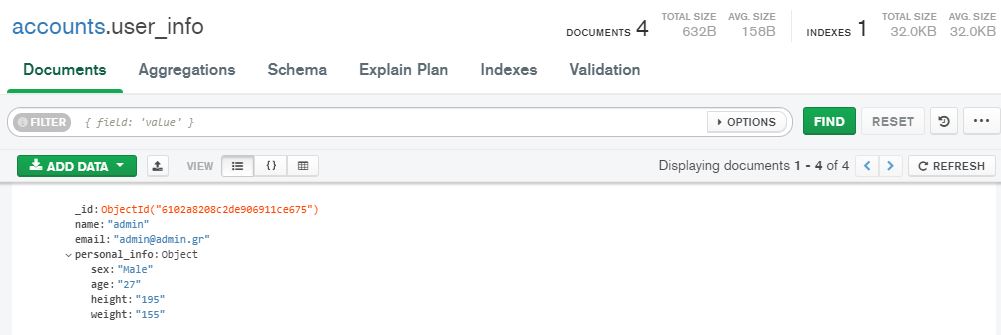 accounts.user_info
DOCUMENTS 4 TOTAL SIZE 632B AVG. SIZE 158B INDEXES 1 TOTAL SIZE 32.0KB AVG. SIZE 32.0KB
Documents Aggregations Schema Explain Plan Indexes Validation
FILTER { field: 'value' } OPTIONS FIND RESET ...
ADD DATA VIEW {} Displaying documents 1 - 4 of 4 < > REFRESH
_id: ObjectId("6102a8208c2de906911ce675")
name: "admin"
email: "admin@admin.gr"
personal_info: Object
sex: "Male"
age: "27"
height: "195"
weight: "155"